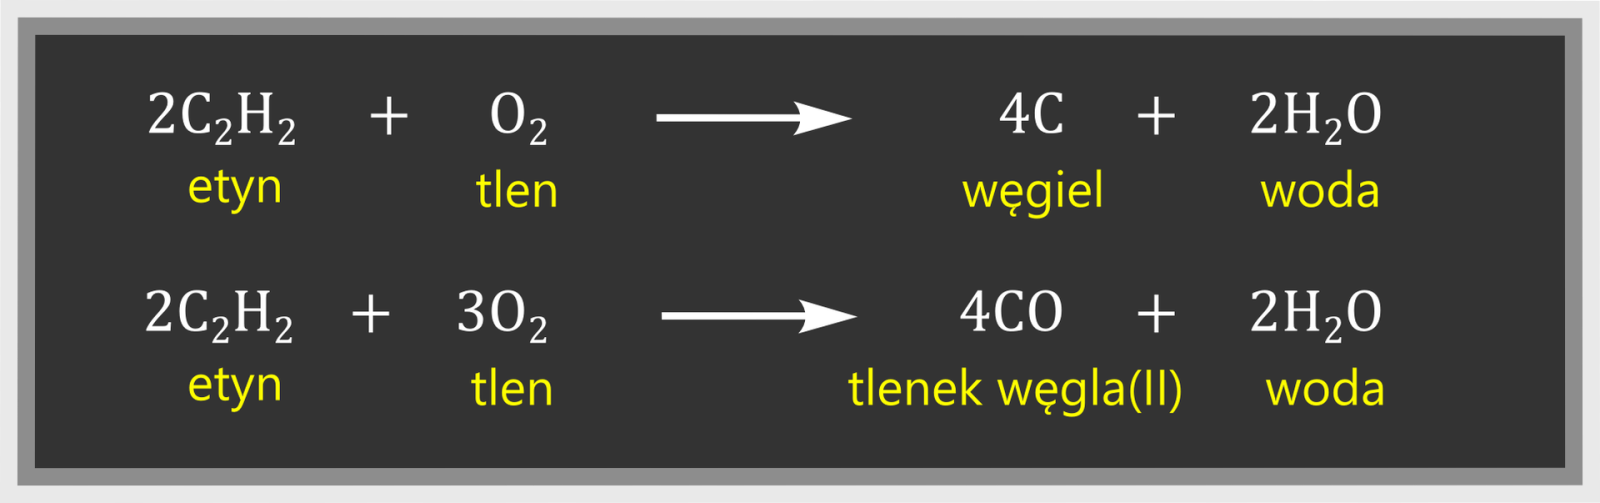 2C₂H₂ + O₂ ⟶ 4C + 2H₂O
etyn tlen węgiel woda
2C₂H₂ + 3O₂ ⟶ 4CO + 2H₂O
etyn tlen tlenek węgla(II) woda